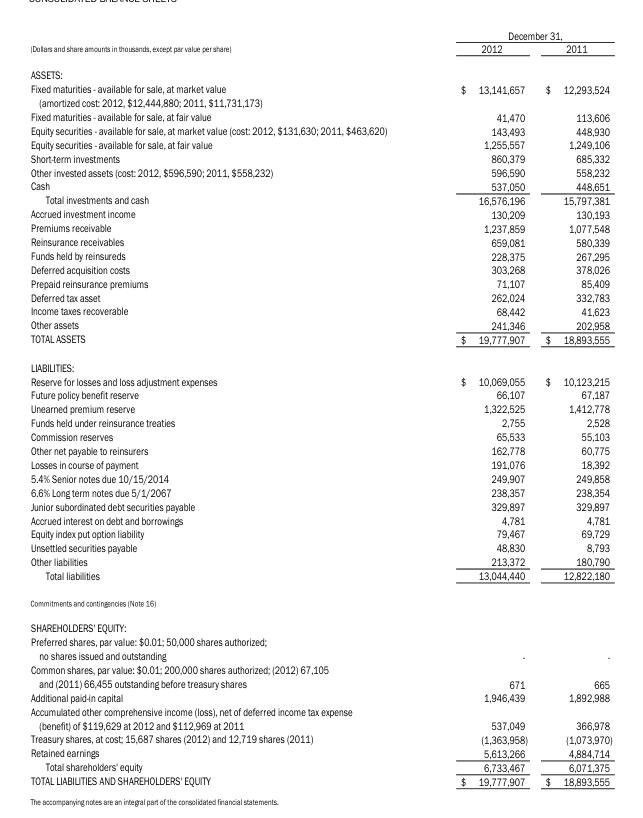 CONSOLIDATED BALANCE SHEETS
December 31,
(Dollars and share amounts in thousands, except par value per share) 2012 2011
ASSETS:
Fixed maturities - available for sale, at market value $ 13,141,657 $ 12,293,524
(amortized cost: 2012, $12,444,880; 2011, $11,731,173)
Fixed maturities - available for sale, at fair value 41,470 113,606
Equity securities - available for sale, at market value (cost: 2012, $131,630; 2011, $463,620) 143,493 448,930
Equity securities - available for sale, at fair value 1,255,557 1,249,106
Short-term investments 860,379 685,332
Other invested assets (cost: 2012, $596,590; 2011, $558,232) 596,590 558,232
Cash 537,050 448,651
Total investments and cash 16,576,196 15,797,381
Accrued investment income 130,209 130,193
Premiums receivable 1,237,859 1,077,548
Reinsurance receivables 659,081 580,339
Funds held by reinsureds 228,375 267,295
Deferred acquisition costs 303,268 378,026
Prepaid reinsurance premiums 71,107 85,409
Deferred tax asset 262,024 332,783
Income taxes recoverable 68,442 41,623
Other assets 241,346 202,958
TOTAL ASSETS $ 19,777,907 $ 18,893,555
LIABILITIES:
Reserve for losses and loss adjustment expenses $ 10,069,055 $ 10,123,215
Future policy benefit reserve 66,107 67,187
Unearned premium reserve 1,322,525 1,412,778
Funds held under reinsurance treaties 2,755 2,528
Commission reserves 65,533 55,103
Other net payable to reinsurers 162,778 60,775
Losses in course of payment 191,076 18,392
5.4% Senior notes due 10/15/2014 249,907 249,858
6.6% Long term notes due 5/1/2067 238,357 238,354
Junior subordinated debt securities payable 329,897 329,897
Accrued interest on debt and borrowings 4,781 4,781
Equity index put option liability 79,467 69,729
Unsettled securities payable 48,830 8,793
Other liabilities 213,372 180,790
Total liabilities 13,044,440 12,822,180
Commitments and contingencies (Note 16)
SHAREHOLDERS' EQUITY:
Preferred shares, par value: $0.01; 50,000 shares authorized;
no shares issued and outstanding - -
Common shares, par value: $0.01; 200,000 shares authorized; (2012) 67,105
and (2011) 66,455 outstanding before treasury shares 671 665
Additional paid-in capital 1,946,439 1,892,988
Accumulated other comprehensive income (loss), net of deferred income tax expense
(benefit) of $119,629 at 2012 and $112,969 at 2011 537,049 366,978
Treasury shares, at cost; 15,687 shares (2012) and 12,719 shares (2011) (1,363,958) (1,073,970)
Retained earnings 5,613,266 4,884,714
Total shareholders' equity 6,733,467 6,071,375
TOTAL LIABILITIES AND SHAREHOLDERS' EQUITY $ 19,777,907 $ 18,893,555
The accompanying notes are an integral part of the consolidated financial statements.